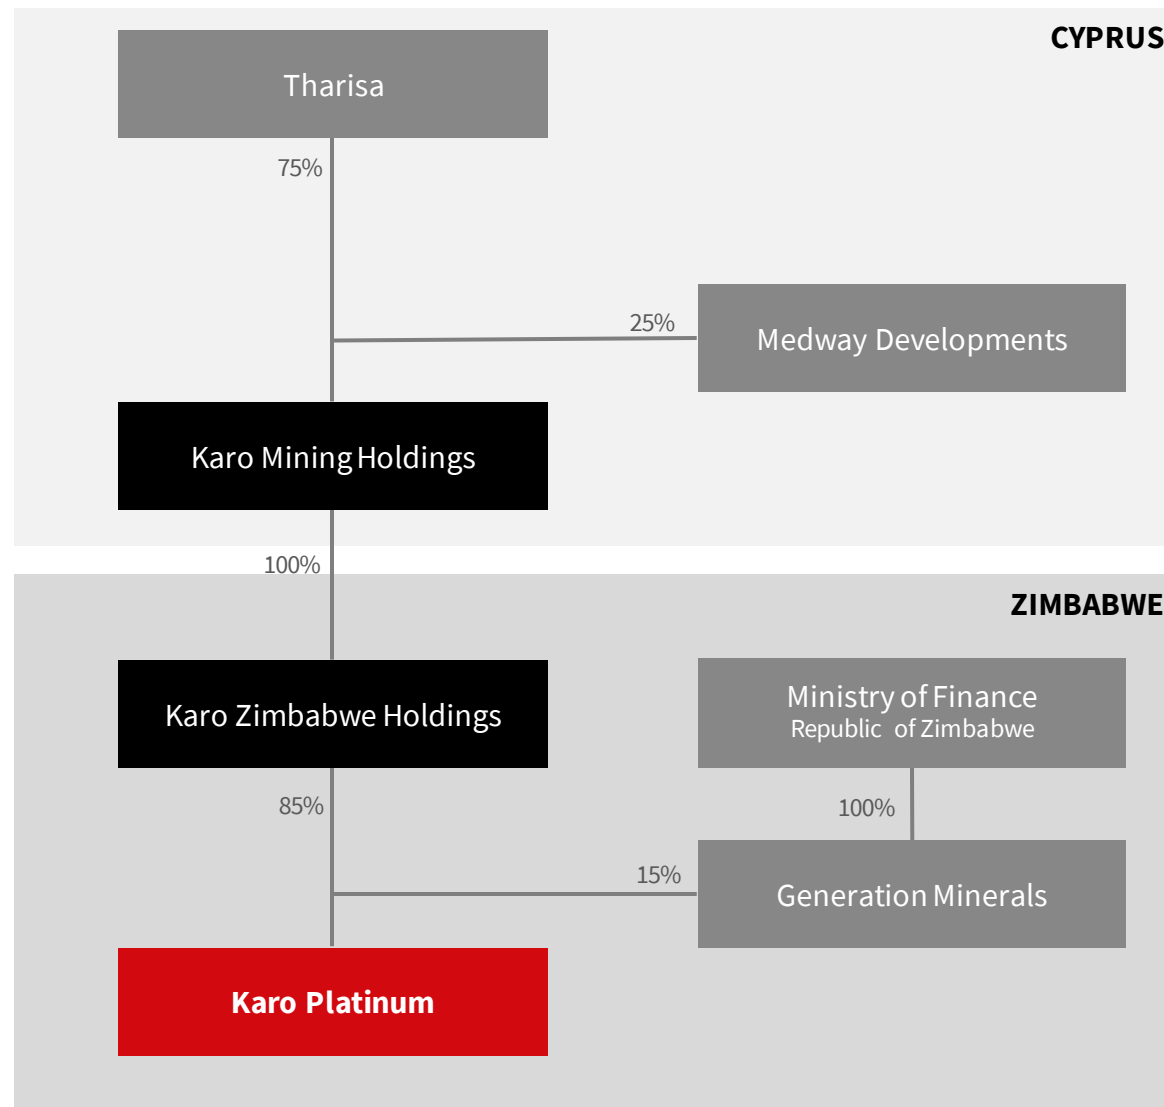 CYPRUS
Tharisa
75%
25%
Medway Developments
Karo Mining Holdings
100%
ZIMBABWE
Karo Zimbabwe Holdings
Ministry of Finance
Republic of Zimbabwe
85%
100%
15%
Generation Minerals
Karo Platinum